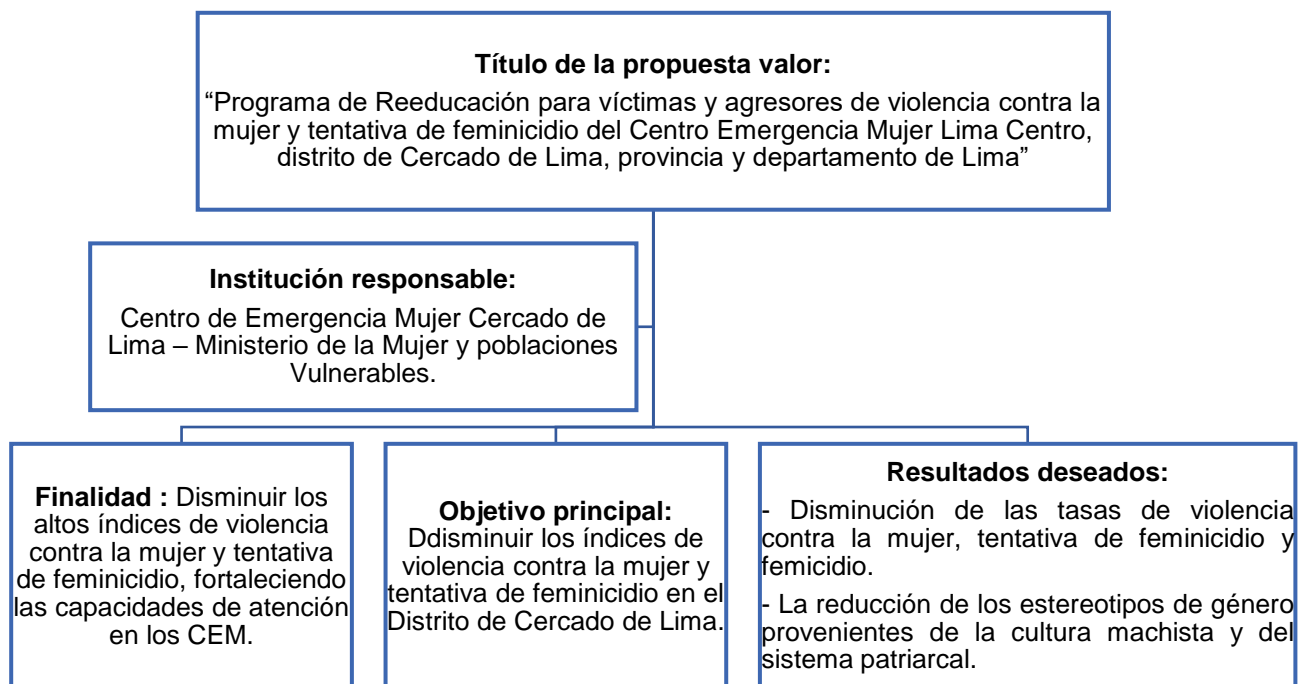 Título de la propuesta valor:
“Programa de Reeducación para víctimas y agresores de violencia contra la
mujer y tentativa de feminicidio del Centro Emergencia Mujer Lima Centro,
distrito de Cercado de Lima, provincia y departamento de Lima”
Institución responsable:
Centro de Emergencia Mujer Cercado de
Lima – Ministerio de la Mujer y poblaciones
Vulnerables.
Finalidad : Disminuir los
altos índices de violencia
contra la mujer y tentativa
de feminicidio, fortaleciendo
las capacidades de atención
en los CEM.
Objetivo principal:
Ddisminuir los índices de
violencia contra la mujer y
tentativa de feminicidio en el
Distrito de Cercado de Lima.
Resultados deseados:
- Disminución de las tasas de violencia
contra la mujer, tentativa de feminicidio y
femicidio.
- La reducción de los estereotipos de género
provenientes de la cultura machista y del
sistema patriarcal.